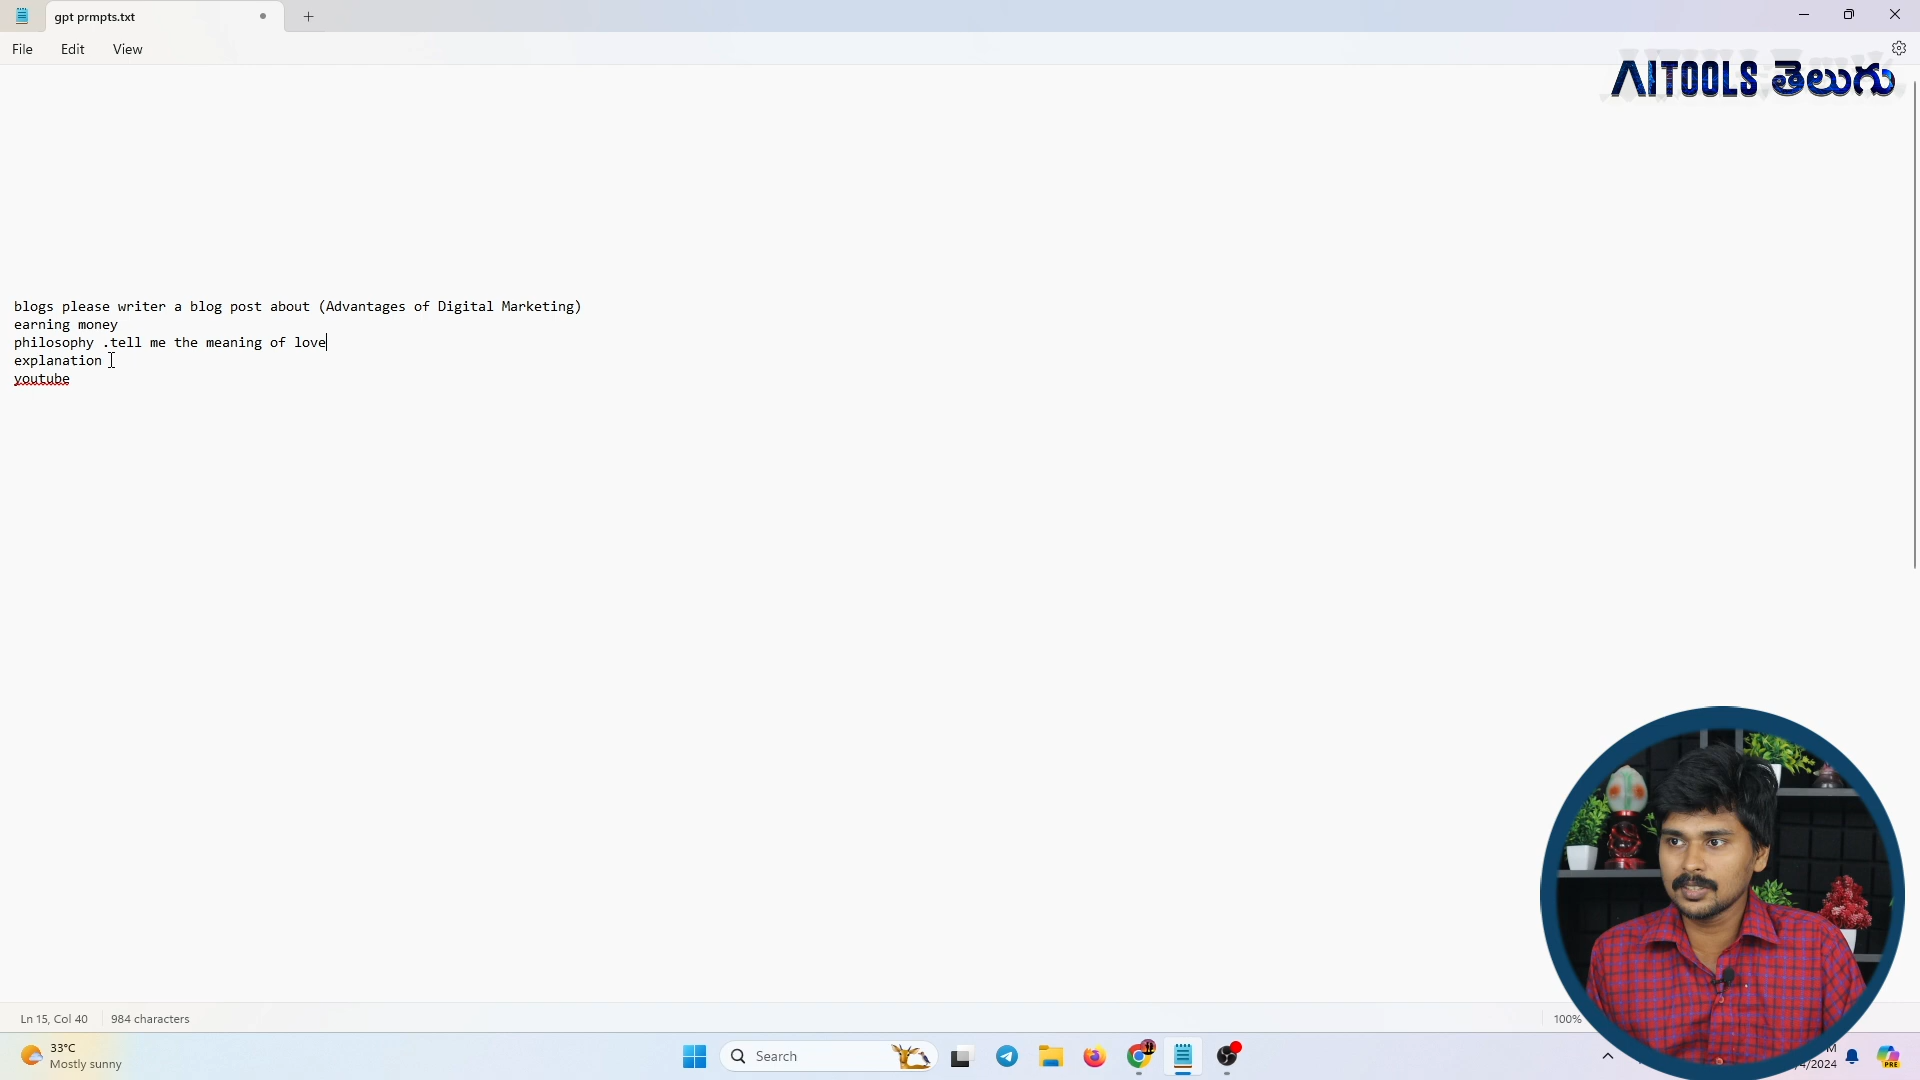 gpt prmpts.txt
File Edit View
AITOOLS తెలుగు
blogs please writer a blog post about (Advantages of Digital Marketing)
earning money
philosophy .tell me the meaning of love
explanation
youtube
Ln 15, Col 40 984 characters
100%
33°C
Mostly sunny
Search
PRE